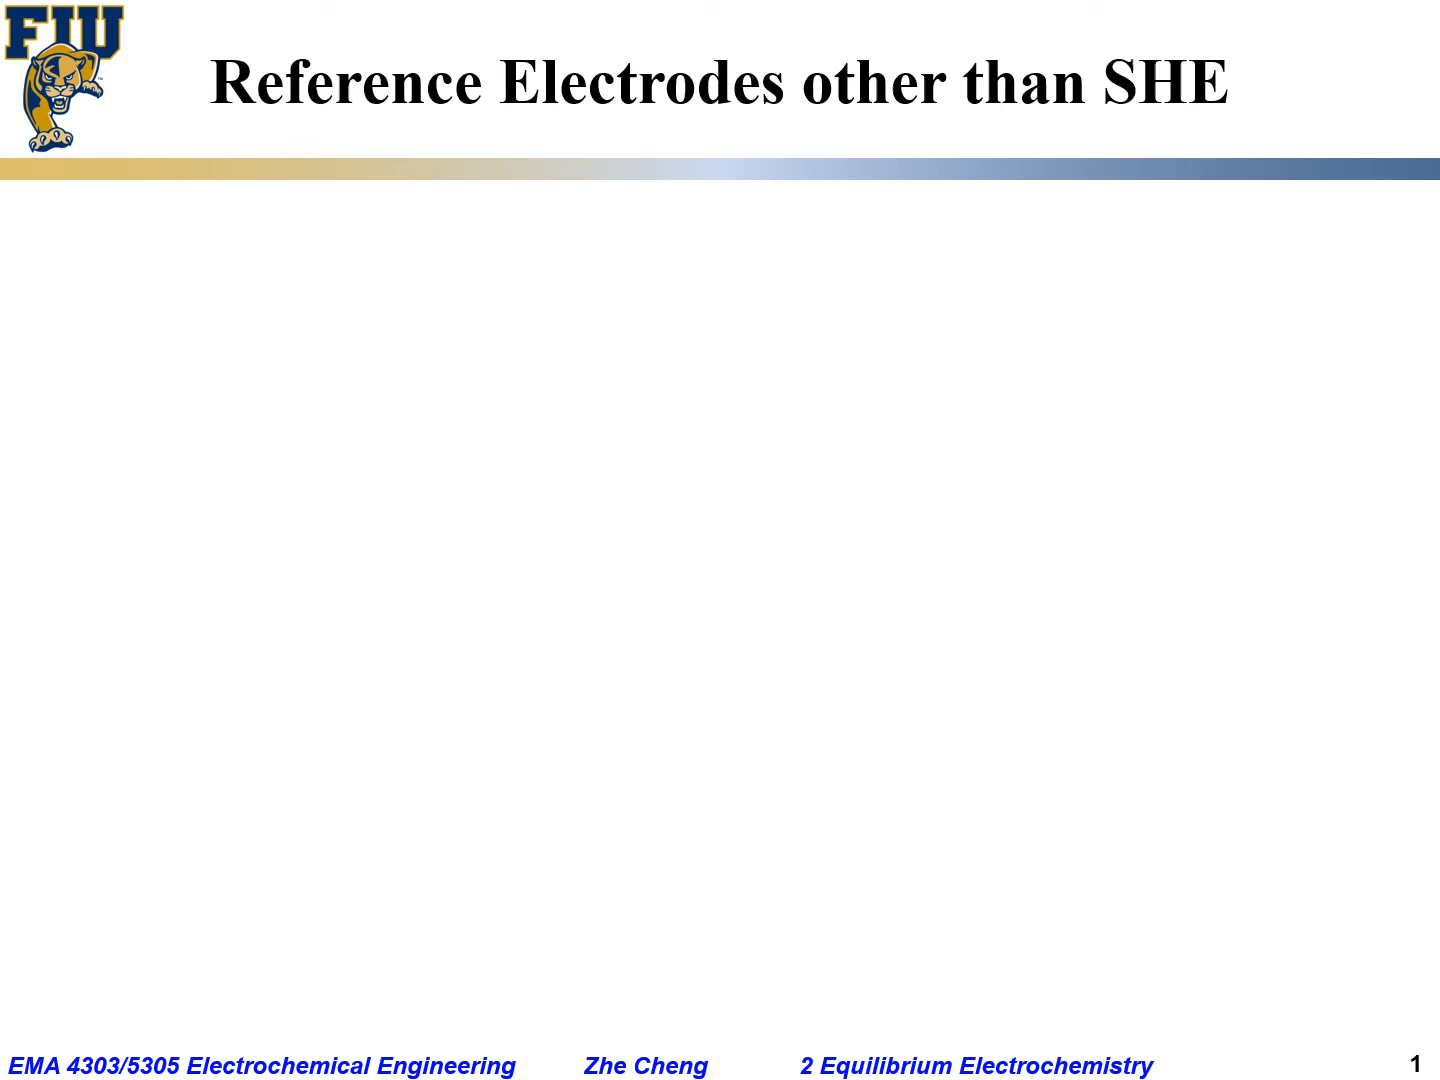 FIU
Reference Electrodes other than SHE
EMA 4303/5305 Electrochemical Engineering Zhe Cheng 2 Equilibrium Electrochemistry 1